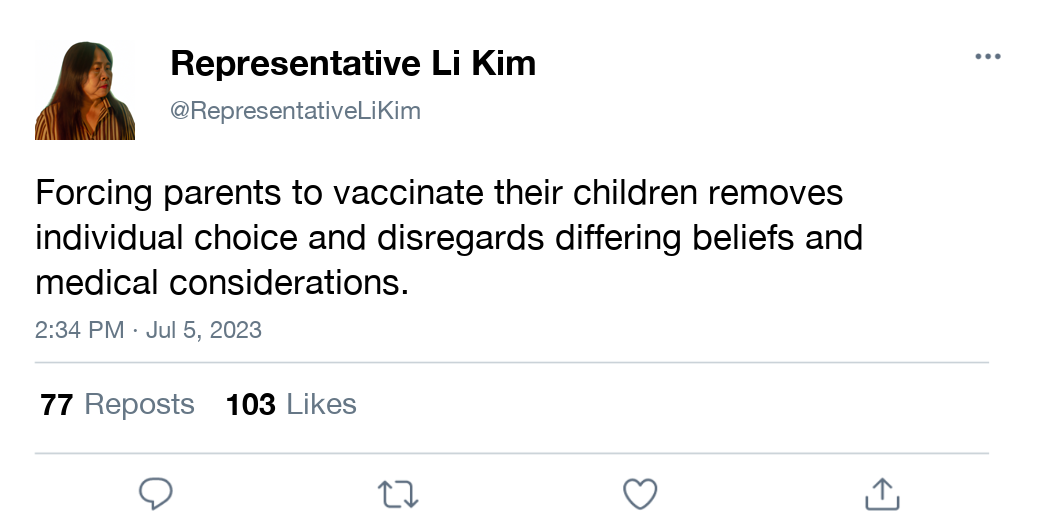 Representative Li Kim
@RepresentativeLiKim
Forcing parents to vaccinate their children removes
individual choice and disregards differing beliefs and
medical considerations.
2:34 PM · Jul 5, 2023
77 Reposts 103 Likes